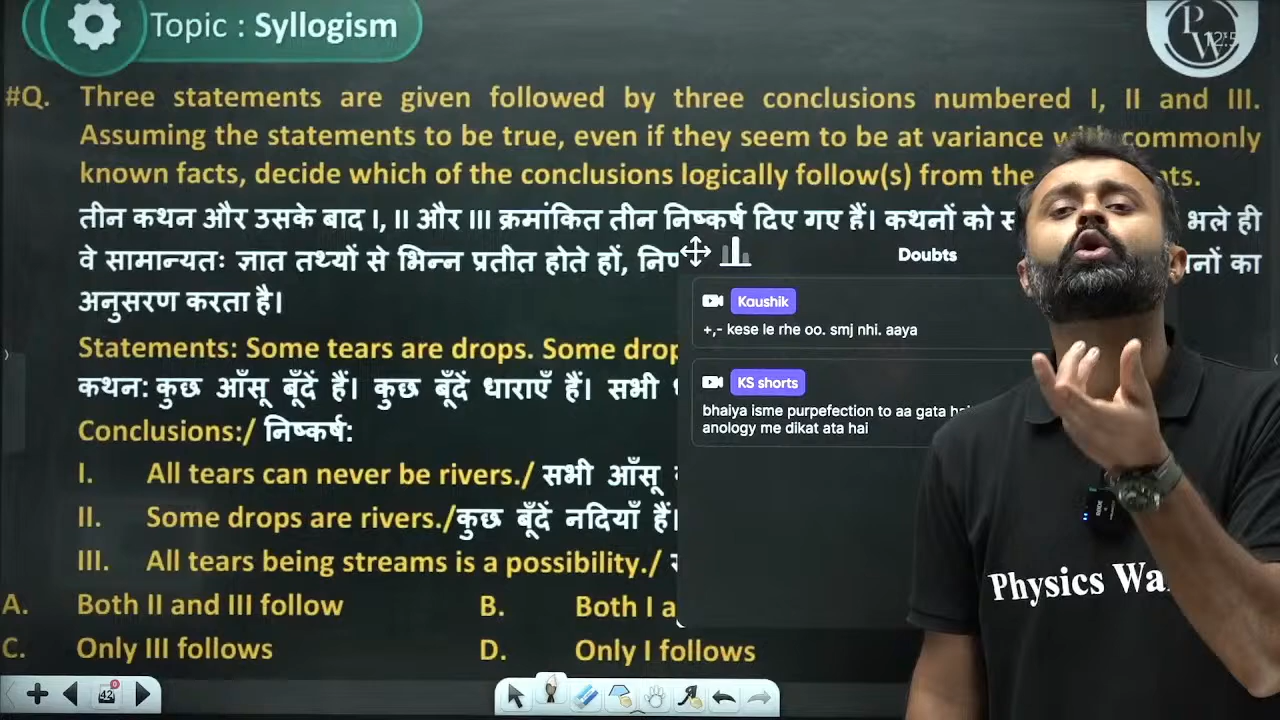 Topic : Syllogism
PW
#Q. Three statements are given followed by three conclusions numbered I, II and III.
Assuming the statements to be true, even if they seem to be at variance commonly
known facts, decide which of the conclusions logically follow(s) from the
तीन कथन और उसके बाद I, II और III क्रमांकित तीन निष्कर्ष दिए गए हैं। कथनों को भले ही
वे सामान्यतः ज्ञात तथ्यों से भिन्न प्रतीत होते हों, का
अनुसरण करता है।
Doubts
Kaushik
+,- kese le rhe oo. smj nhi. aaya
KS shorts
bhaiya isme purpefection to aa gata
anology me dikat ata hai
Statements: Some tears are drops. Some
कथन: कुछ आँसू बूँदें हैं। कुछ बूँदें धाराएँ हैं। सभी
Conclusions:/ निष्कर्ष:
I. All tears can never be rivers./ सभी आँसू
II. Some drops are rivers./कुछ बूँदें नदियाँ हैं।
III. All tears being streams is a possibility./
A. Both II and III follow B. Both I
C. Only III follows D. Only I follows
Physics
42
0